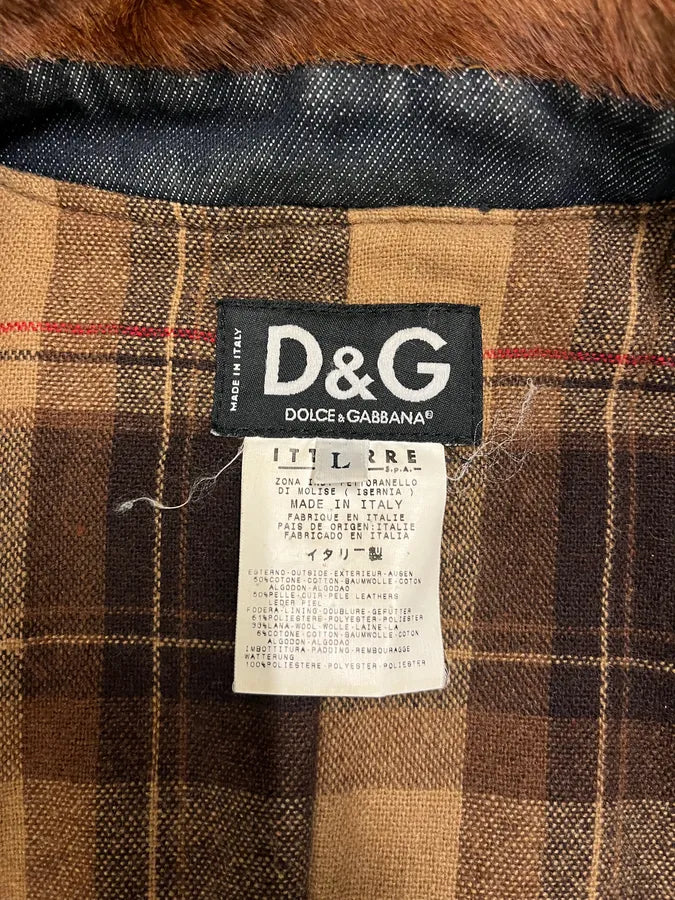 MADE IN ITALY
D&G
DOLCE & GABBANA®
L
S.p.A.
ZONA
DI MOLISE ( ISERNIA )
MADE IN ITALY
FABRIQUE EN ITALIE
PAIS DE ORIGEN:ITALIE
FABRICADO EN ITALIA
イタリー製
ESTERNO-OUTSIDE-EXTERIEUR-AUSEN
50%COTONE-COTTON-BAUMWOLLE-COTON
ALGODON-ALGODAO
50%PELLE-CUIR-PELE LEATHERS
LEDER PIEL
FODERA-LINING-DOUBLURE-GEFÜTTER
61%POLIESTERE-POLYESTER-POLIESTER
33%LANA-WOOL-WOLLE-LAINE-LA
6%COTONE-COTTON-BAUMWOLLE-COTON
ALGODON-ALGODAO
IMBOTTITURA-PADDING-REMBOURAGGE
WATTERUNG
100%POLIESTERE-POLYESTER-POLIESTER